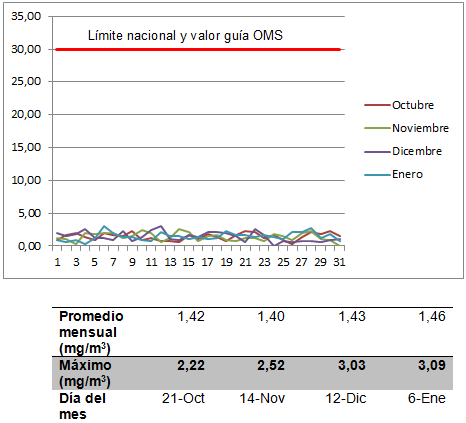 35,00
Límite nacional y valor guía OMS
30,00
25,00
20,00
15,00
10,00
5,00
0,00
1 3 5 7 9 11 13 15 17 19 21 23 25 27 29 31
Octubre
Noviembre
Dicembre
Enero
Promedio
mensual
(mg/m³)
1,42 1,40 1,43 1,46
Máximo
(mg/m³)
2,22 2,52 3,03 3,09
Día del
mes
21-Oct 14-Nov 12-Dic 6-Ene